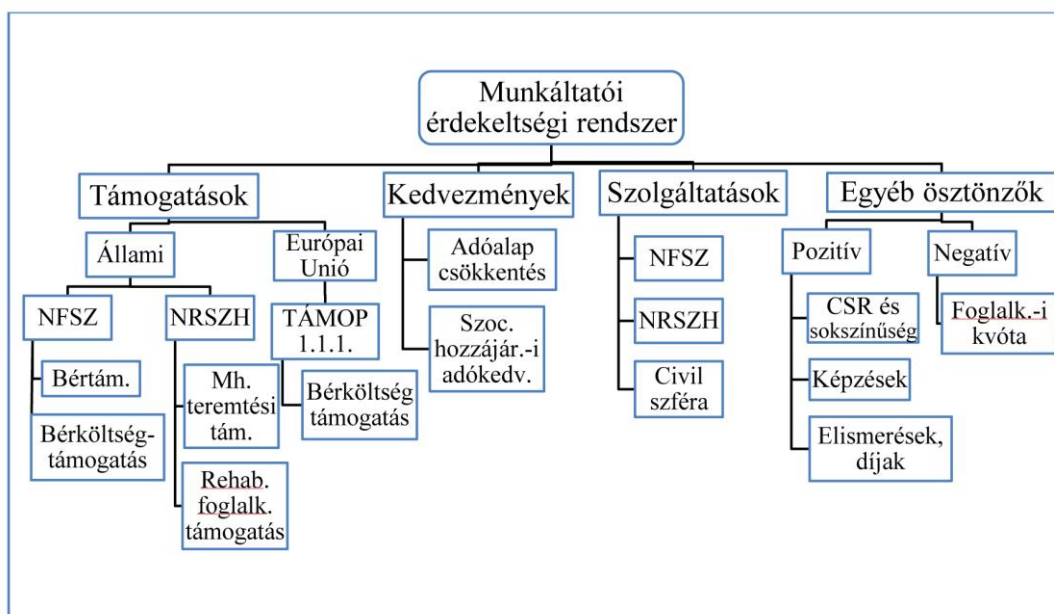 Munkáltatói
érdekeltségi rendszer
Támogatások
Kedvezmények
Szolgáltatások
Egyéb ösztönzők
Állami
Európai
Unió
Adóalap
csökkentés
NFSZ
Pozitív
Negatív
NFSZ
NRSZH
TÁMOP
1.1.1.
Szoc.
hozzájár.-i
adókedv.
NRSZH
CSR és
sokszínűség
Foglalk.-i
kvóta
Bértám.
Mh.
teremtési
tám.
Bérköltség
támogatás
Civil
szféra
Képzések
Bérköltség-
támogatás
Elismerések,
díjak
Rehab.
foglalk.
támogatás